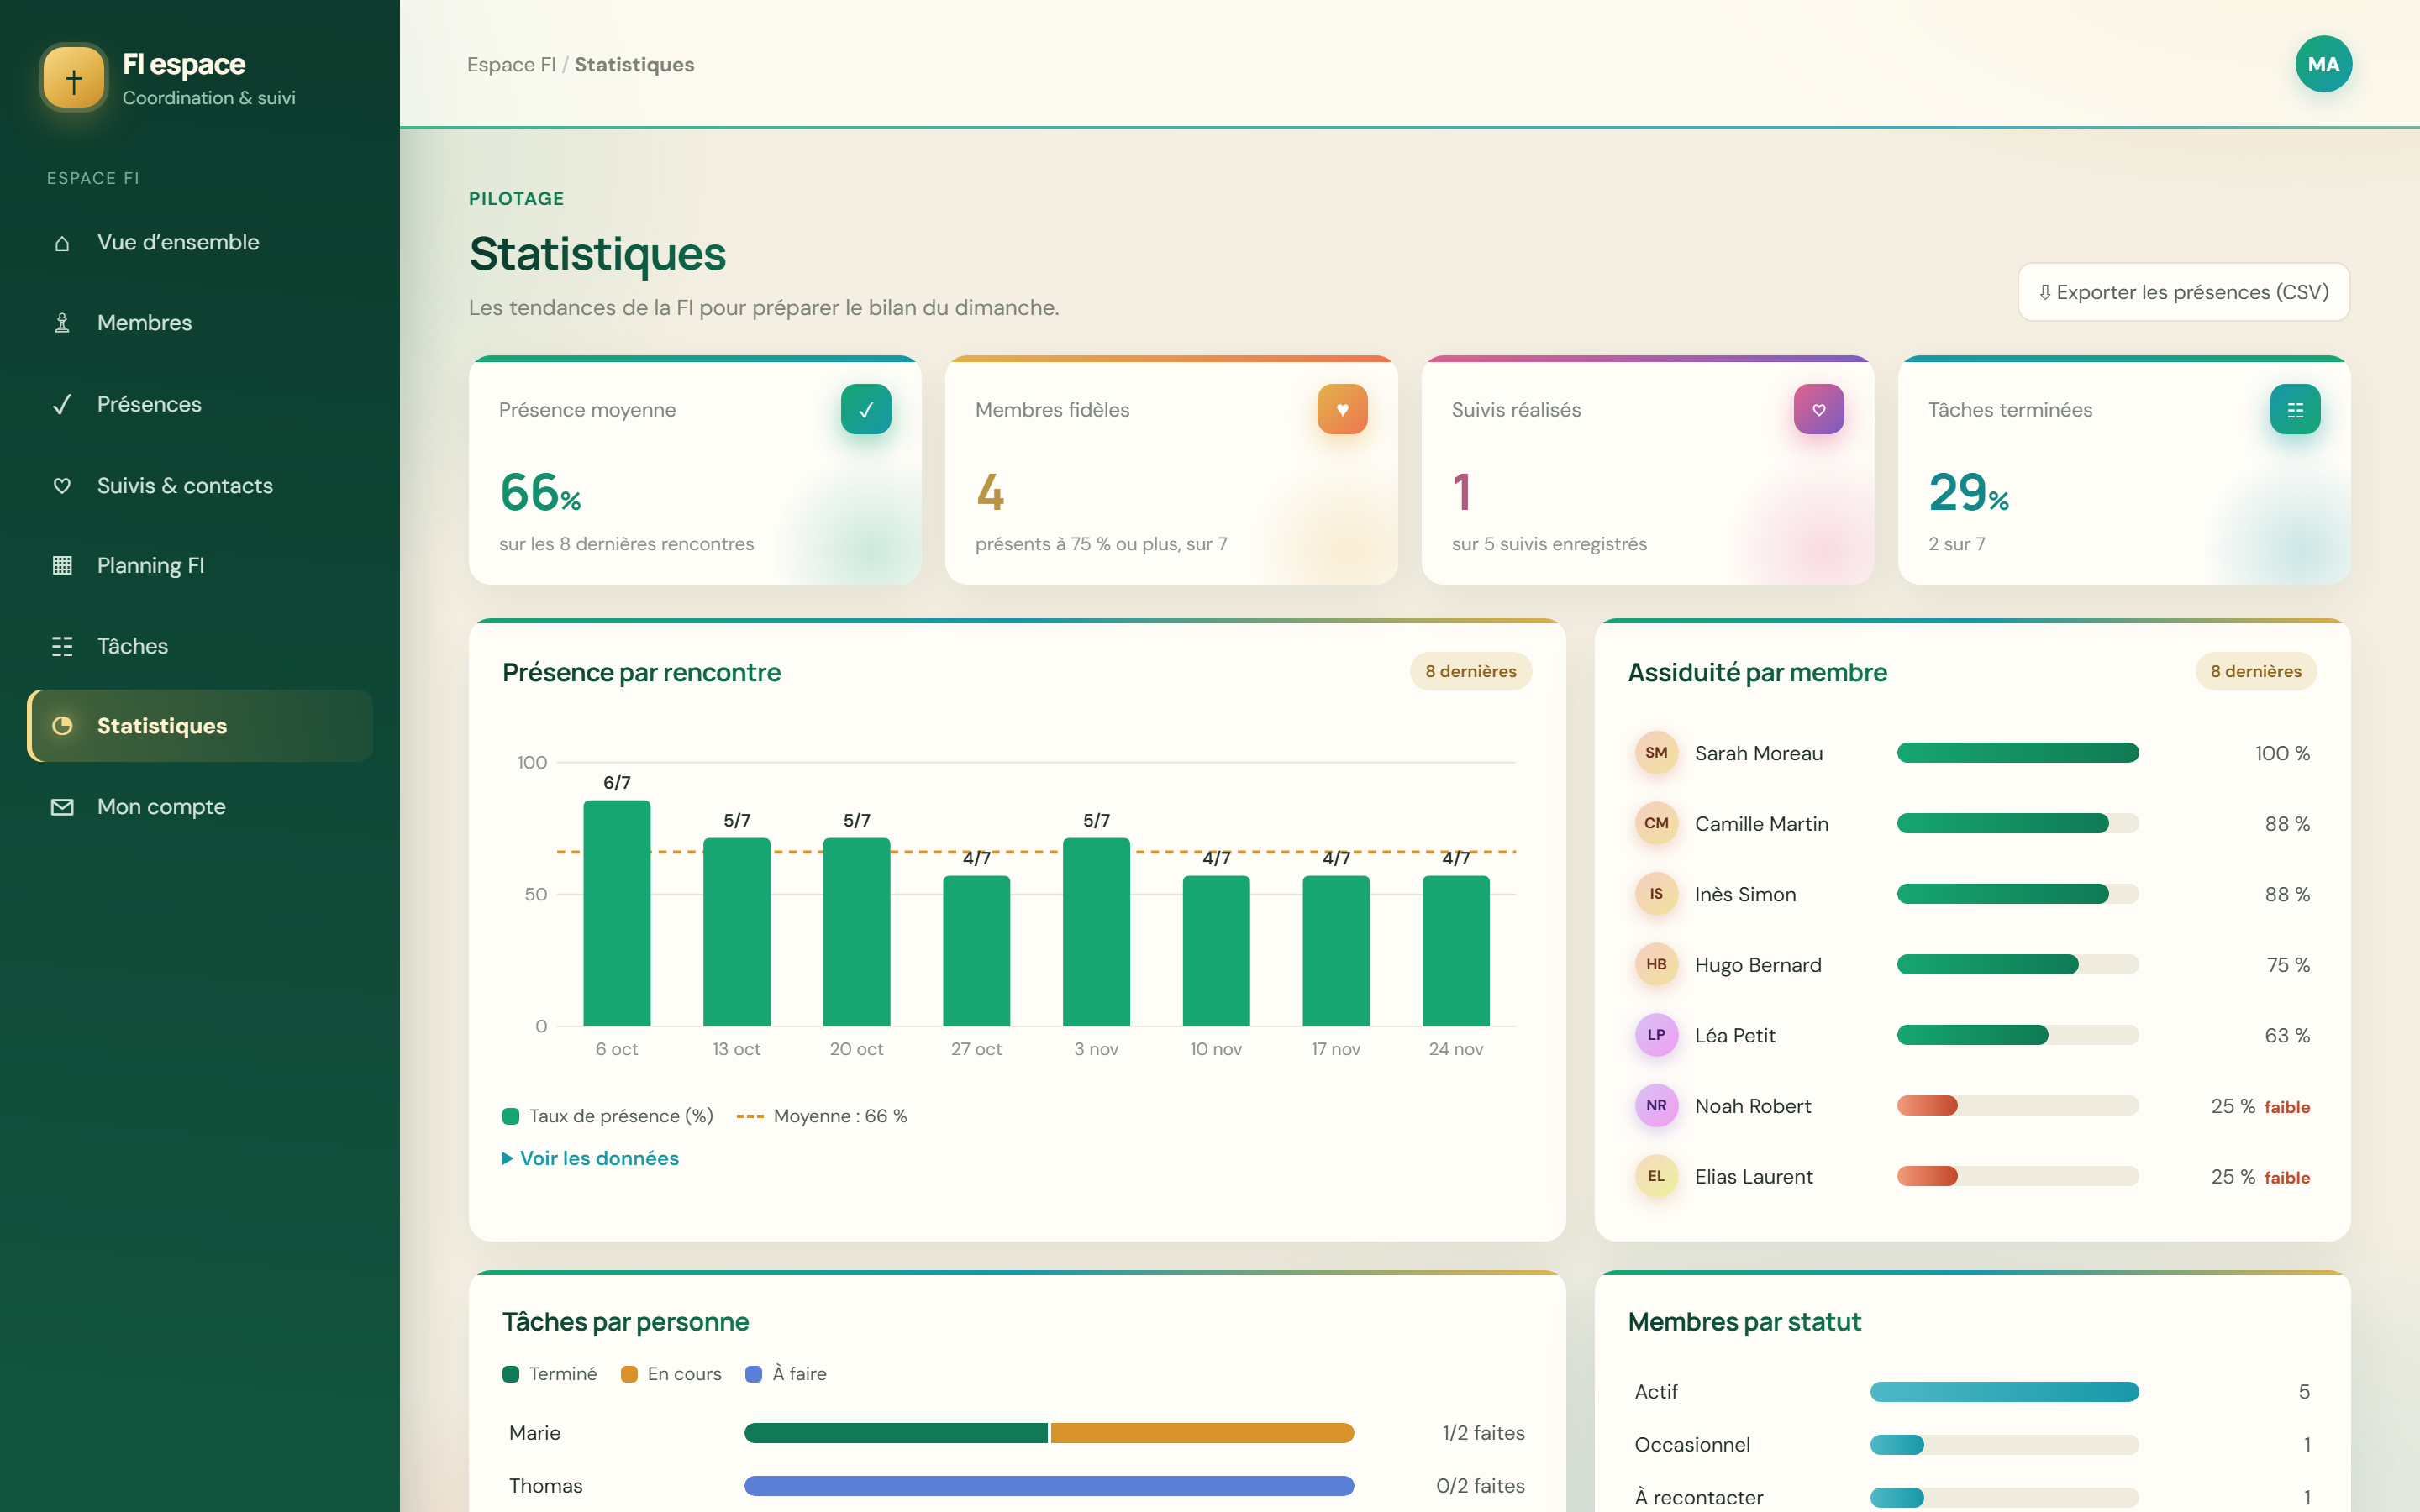 FI espace
Coordination & suivi
ESPACE FI
Vue d’ensemble
Membres
Présences
Suivis & contacts
Planning FI
Tâches
Statistiques
Mon compte
Espace FI / Statistiques
MA
PILOTAGE
Statistiques
Les tendances de la FI pour préparer le bilan du dimanche.
⇩ Exporter les présences (CSV)
Présence moyenne
66%
sur les 8 dernières rencontres
Membres fidèles
4
présents à 75 % ou plus, sur 7
Suivis réalisés
1
sur 5 suivis enregistrés
Tâches terminées
29%
2 sur 7
Présence par rencontre
8 dernières
100
50
0
6/7
5/7
5/7
4/7
5/7
4/7
4/7
4/7
6 oct
13 oct
20 oct
27 oct
3 nov
10 nov
17 nov
24 nov
Taux de présence (%)
Moyenne : 66 %
Voir les données
Assiduité par membre
8 dernières
SM Sarah Moreau 100 %
CM Camille Martin 88 %
IS Inès Simon 88 %
HB Hugo Bernard 75 %
LP Léa Petit 63 %
NR Noah Robert 25 % faible
EL Elias Laurent 25 % faible
Tâches par personne
Terminé
En cours
À faire
Marie 1/2 faites
Thomas 0/2 faites
Membres par statut
Actif 5
Occasionnel 1
À recontacter 1